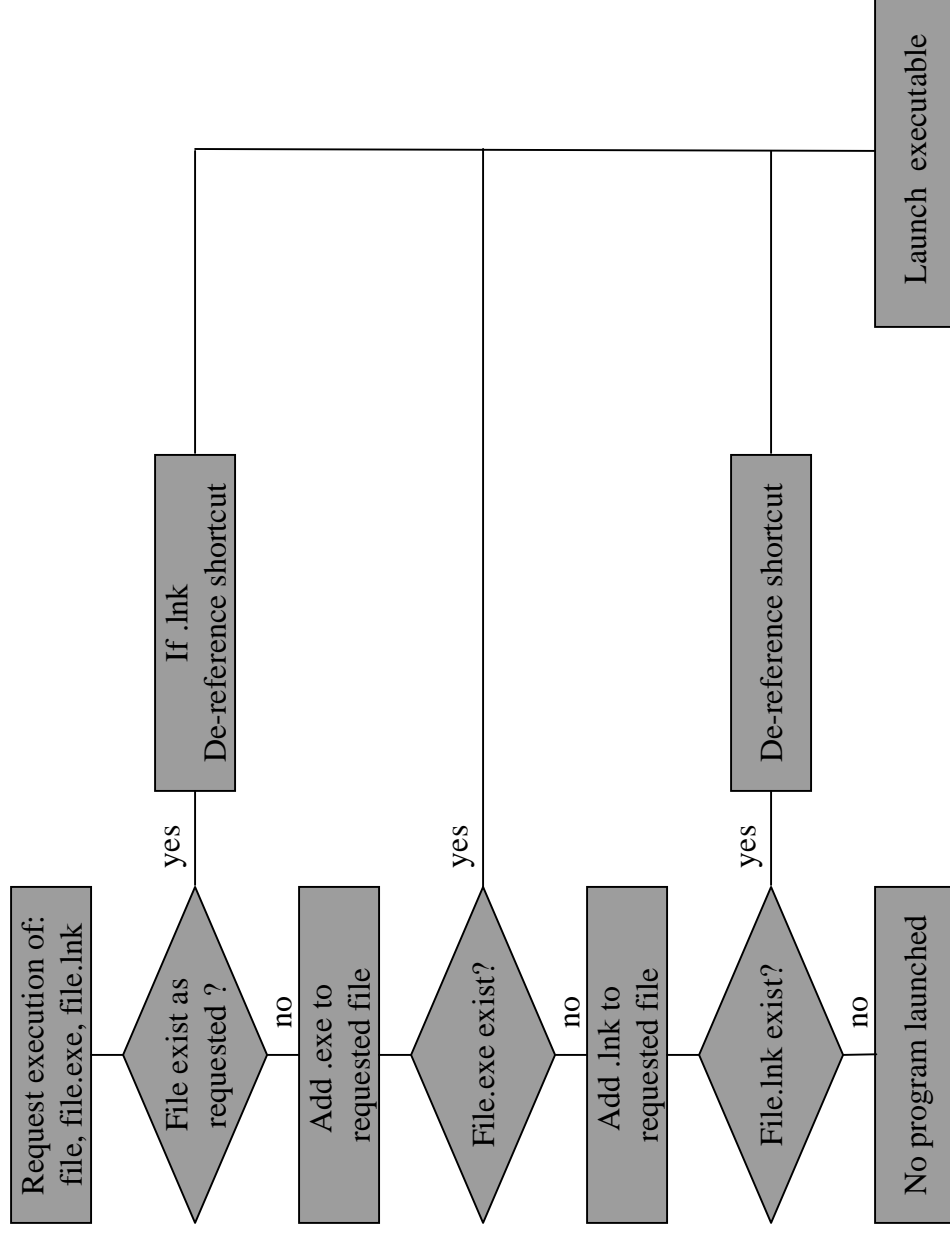 Request execution of:
file, file.exe, file.lnk
File exist as
requested ?
yes
If .lnk
De-reference shortcut
no
Add .exe to
requested file
File.exe exist?
yes
no
Add .lnk to
requested file
File.lnk exist?
yes
De-reference shortcut
no
No program launched
Launch executable